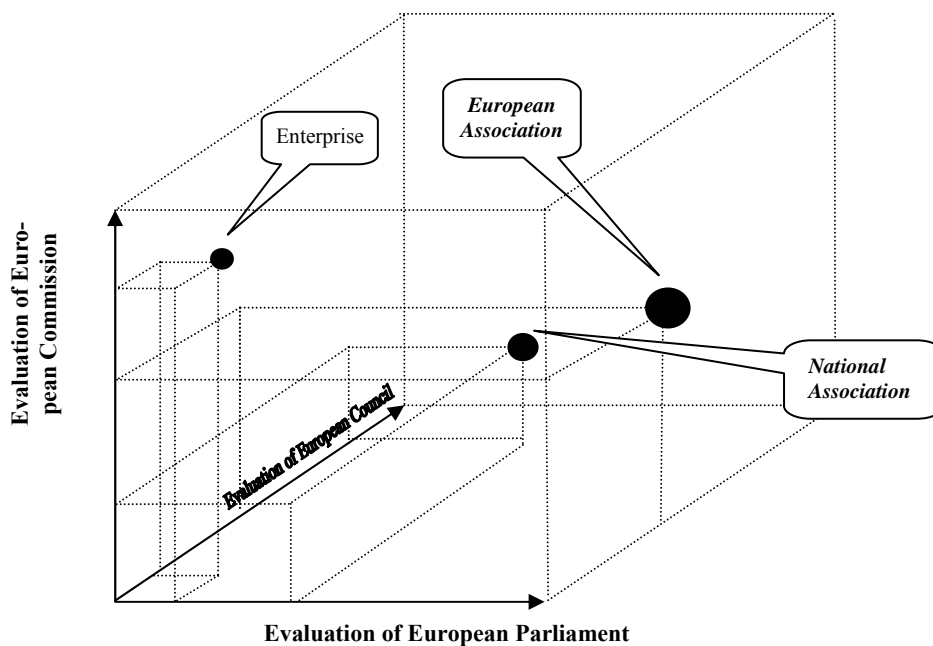 European
Association
Enterprise
Evaluation of Euro-
pean Commission
National
Association
Evaluation of European Council
Evaluation of European Parliament